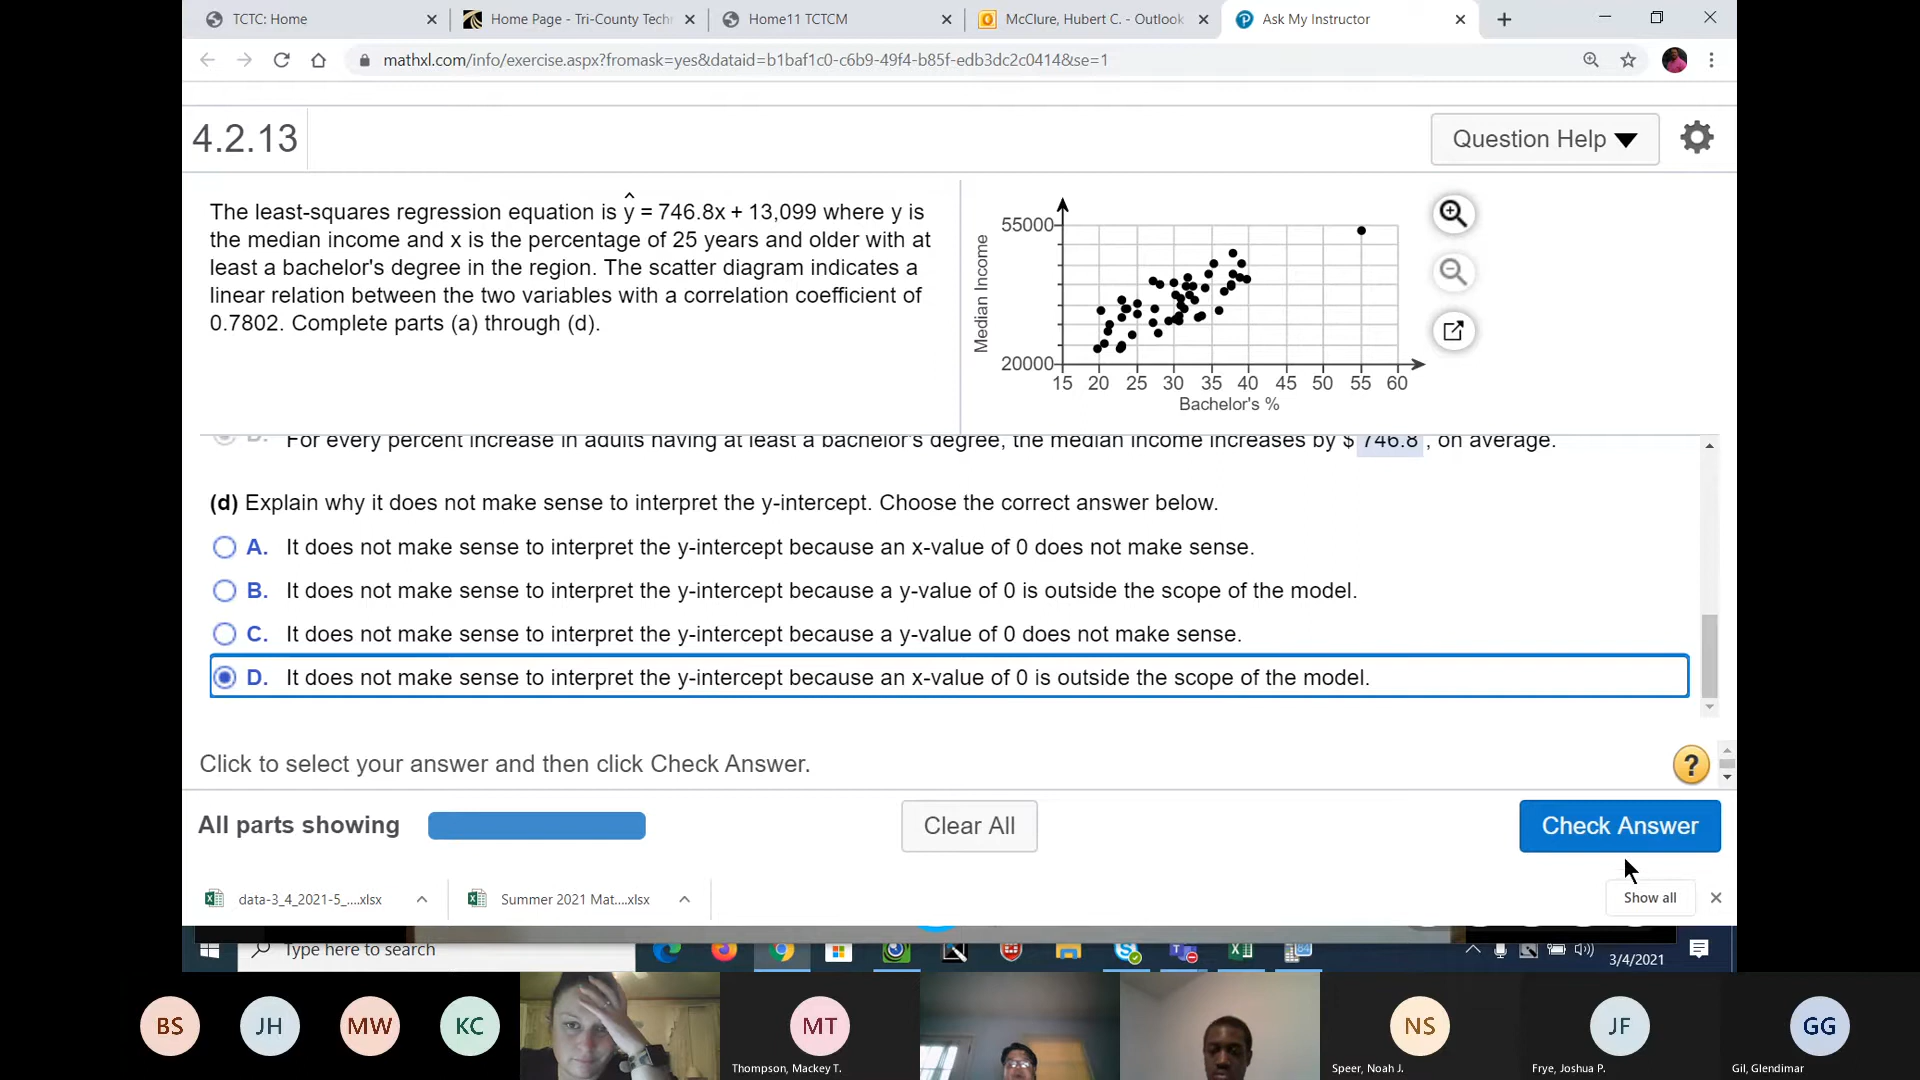 TCTC: Home
Home Page - Tri-County Tech
Home11 TCTCM
McClure, Hubert C. - Outlook
Ask My Instructor
mathxl.com/info/exercise.aspx?fromask=yes&dataid=b1baf1c0-c6b9-49f4-b85f-edb3dc2c0414&se=1
4.2.13
Question Help
The least-squares regression equation is ŷ = 746.8x + 13,099 where y is
the median income and x is the percentage of 25 years and older with at
least a bachelor's degree in the region. The scatter diagram indicates a
linear relation between the two variables with a correlation coefficient of
0.7802. Complete parts (a) through (d).
55000
Median Income
20000
15 20 25 30 35 40 45 50 55 60
Bachelor's %
For every percent increase in adults having at least a bachelor's degree, the median income increases by $ 746.8 , on average.
(d) Explain why it does not make sense to interpret the y-intercept. Choose the correct answer below.
A. It does not make sense to interpret the y-intercept because an x-value of 0 does not make sense.
B. It does not make sense to interpret the y-intercept because a y-value of 0 is outside the scope of the model.
C. It does not make sense to interpret the y-intercept because a y-value of 0 does not make sense.
D. It does not make sense to interpret the y-intercept because an x-value of 0 is outside the scope of the model.
Click to select your answer and then click Check Answer.
?
All parts showing
Clear All
Check Answer
data-3_4_2021-5_....xlsx
Summer 2021 Mat....xlsx
Show all
Type here to search
3/4/2021
BS
JH
MW
KC
MT
NS
JF
GG
Thompson, Mackey T.
Speer, Noah J.
Frye, Joshua P.
Gil, Glendimar